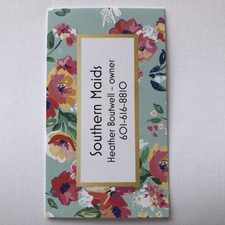 Southern Maids
Heather Boutwell - owner
601-616-8810